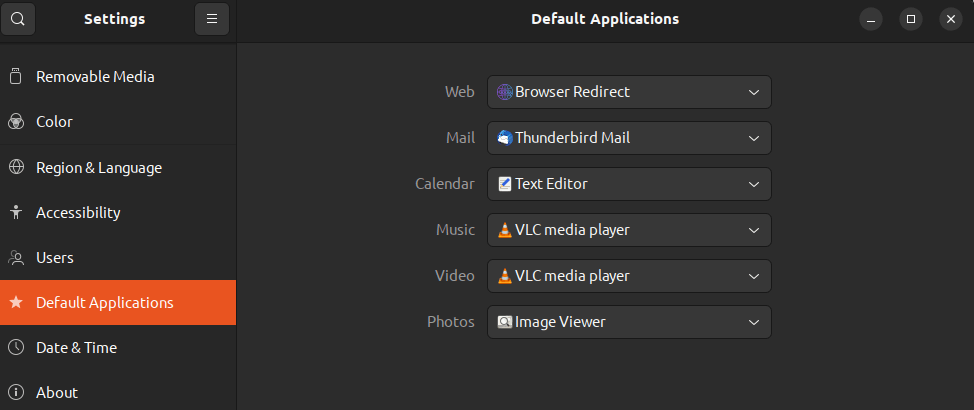 Settings
Default Applications
Removable Media
Color
Region & Language
Accessibility
Users
Default Applications
Date & Time
About
Web Browser Redirect
Mail Thunderbird Mail
Calendar Text Editor
Music VLC media player
Video VLC media player
Photos Image Viewer